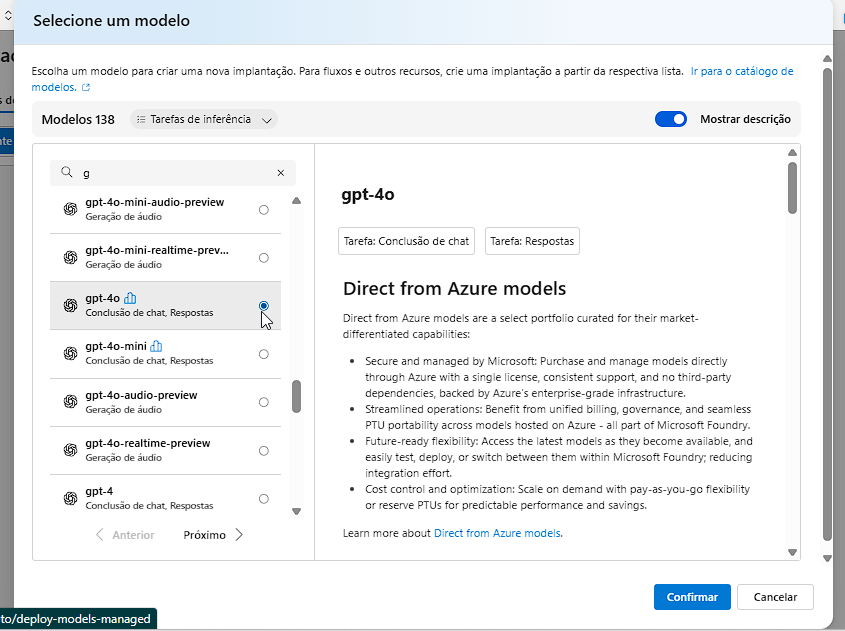 Selecione um modelo
Escolha um modelo para criar uma nova implantação. Para fluxos e outros recursos, crie uma implantação a partir da respectiva lista. Ir para o catálogo de
modelos.
Modelos 138
Tarefas de inferência
Mostrar descrição
g
gpt-4o-mini-audio-preview
Geração de áudio
gpt-4o-mini-realtime-prev...
Geração de áudio
gpt-4o
Conclusão de chat, Respostas
gpt-4o-mini
Conclusão de chat, Respostas
gpt-4o-audio-preview
Geração de áudio
gpt-4o-realtime-preview
Geração de áudio
gpt-4
Conclusão de chat, Respostas
Anterior
Próximo
gpt-4o
Tarefa: Conclusão de chat
Tarefa: Respostas
Direct from Azure models
Direct from Azure models are a select portfolio curated for their market-
differentiated capabilities:
• Secure and managed by Microsoft: Purchase and manage models directly
through Azure with a single license, consistent support, and no third-party
dependencies, backed by Azure's enterprise-grade infrastructure.
• Streamlined operations: Benefit from unified billing, governance, and seamless
PTU portability across models hosted on Azure - all part of Microsoft Foundry.
• Future-ready flexibility: Access the latest models as they become available, and
easily test, deploy, or switch between them within Microsoft Foundry; reducing
integration effort.
• Cost control and optimization: Scale on demand with pay-as-you-go flexibility
or reserve PTUs for predictable performance and savings.
Learn more about Direct from Azure models.
Confirmar
Cancelar
to/deploy-models-managed